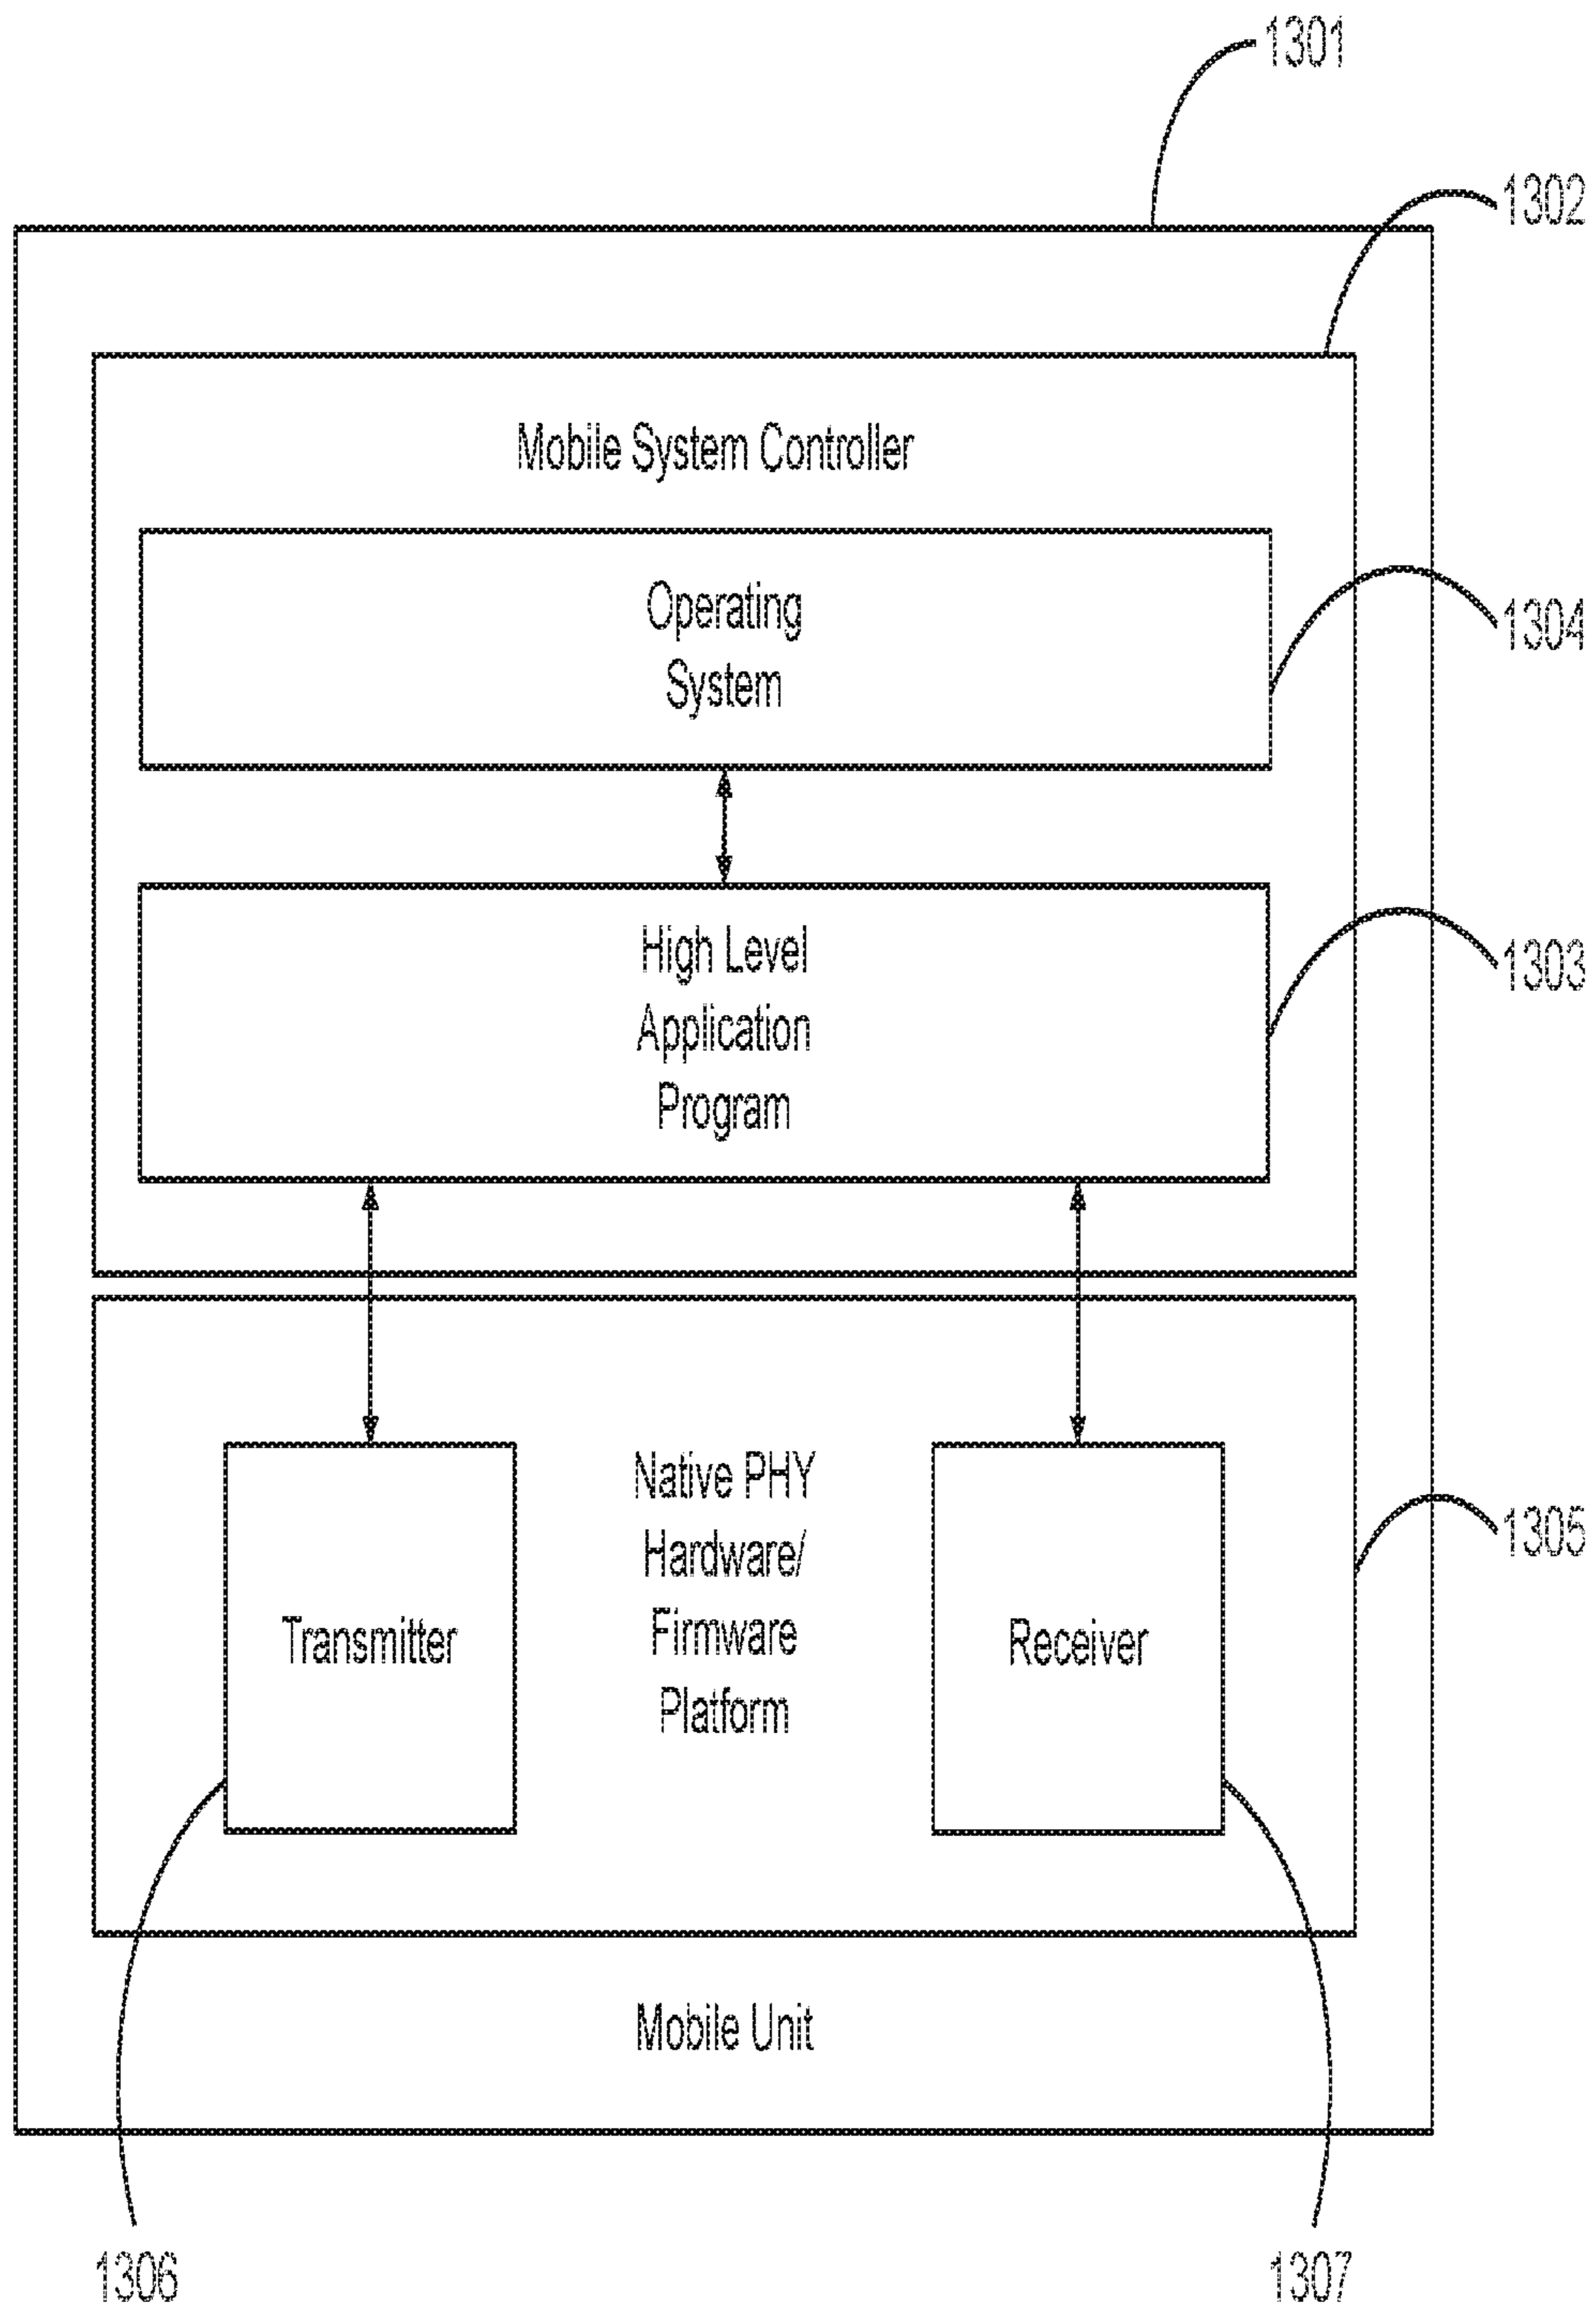 1301
1302
Mobile System Controller
Operating
System
1304
High Level
Application
Program
1303
Native PHY
Hardware/
Firmware
Platform
Transmitter
Receiver
1305
Mobile Unit
1306
1307